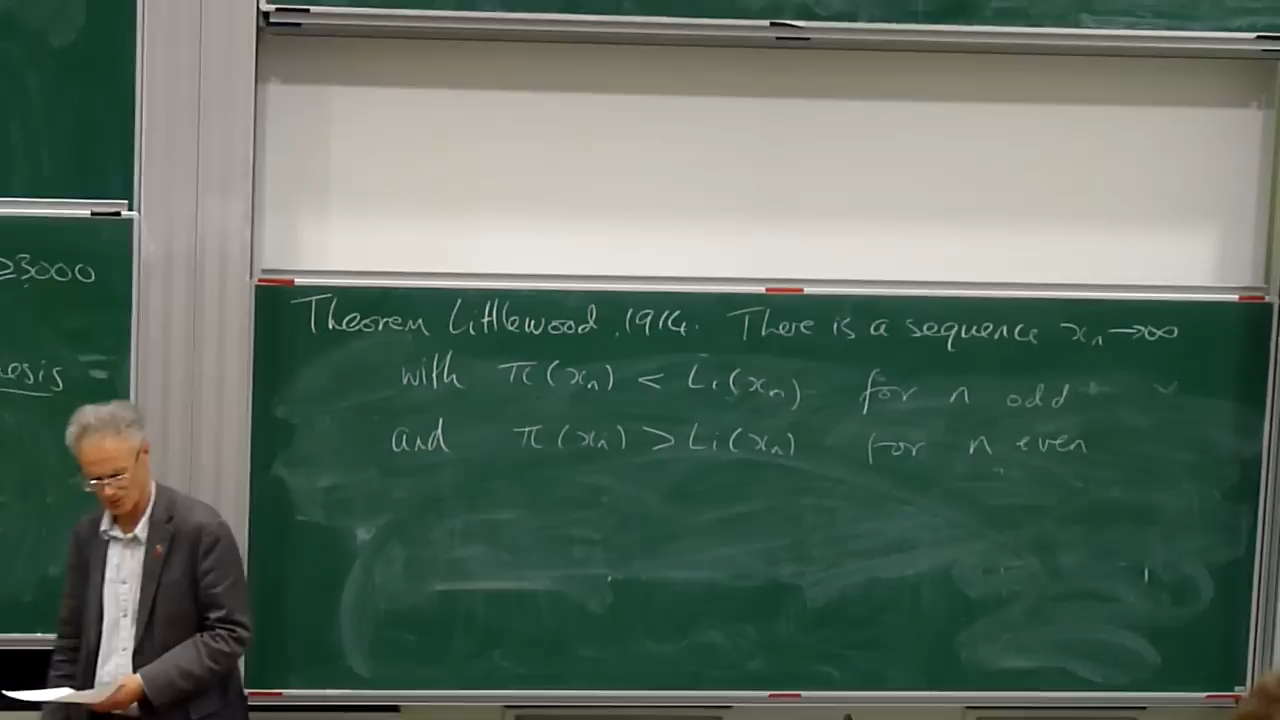 ≥3000
esis
Theorem Littlewood, 1914. There is a sequence xₙ→∞
with π(xₙ) < Li(xₙ) for n odd
and π(xₙ) > Li(xₙ) for n even